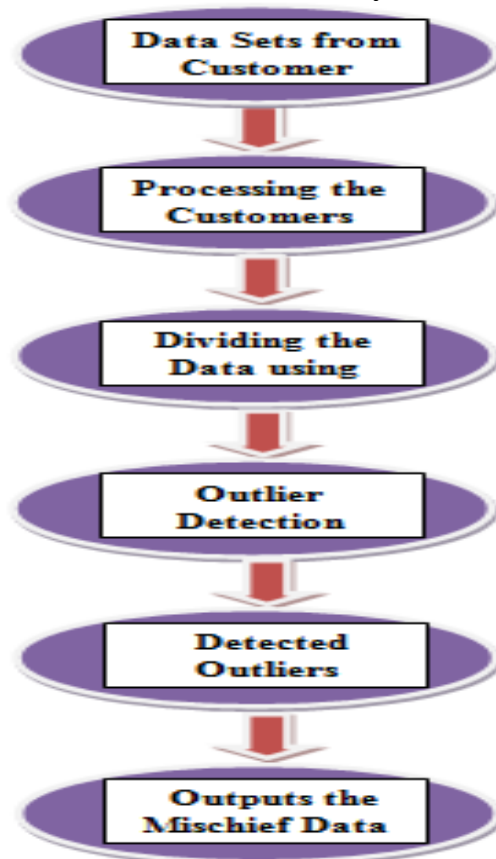 Data Sets from
Customer
Processing the
Customers
Dividing the
Data using
Outlier
Detection
Detected
Outliers
Outputs the
Mischief Data